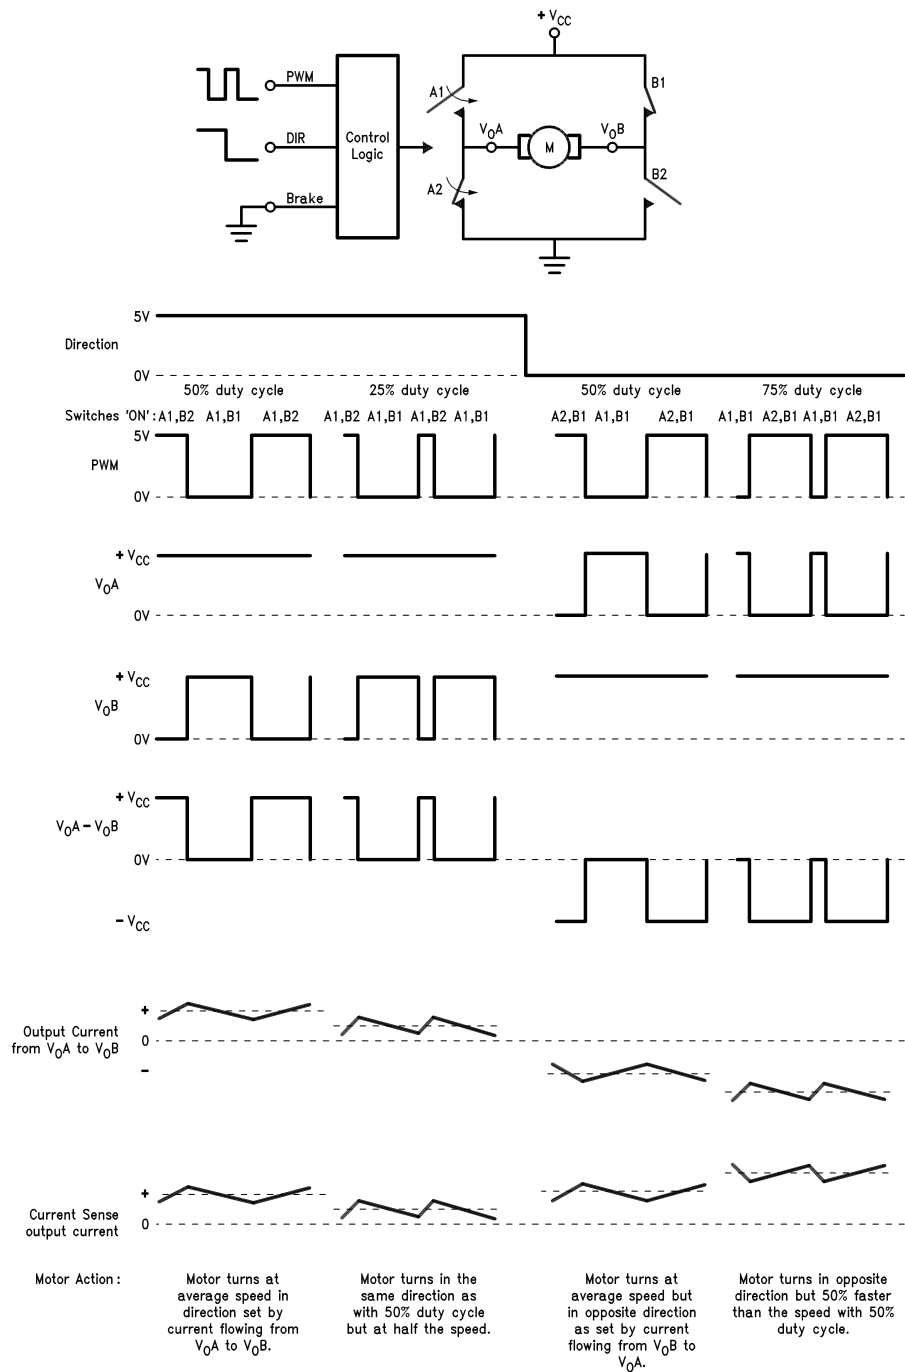 + VCC
PWM
DIR
Brake
Control
Logic
A1
B1
VOA
M
VOB
A2
B2
5V
Direction
0V
50% duty cycle
25% duty cycle
50% duty cycle
75% duty cycle
Switches 'ON' : A1,B2 A1,B1 A1,B2 A1,B2 A1,B1 A1,B2 A1,B1 A2,B1 A1,B1 A2,B1 A1,B1 A2,B1 A1,B1 A2,B1
5V
PWM
0V
+ VCC
VOA
0V
+ VCC
VOB
0V
+ VCC
VOA − VOB
0V
− VCC
+
Output Current
from VOA to VOB
0
−
+
Current Sense
output current
0
Motor Action :
Motor turns at
average speed in
direction set by
current flowing from
VOA to VOB.
Motor turns in the
same direction as
with 50% duty cycle
but at half the speed.
Motor turns at
average speed but
in opposite direction
as set by current
flowing from VOB to
VOA.
Motor turns in opposite
direction but 50% faster
than the speed with 50%
duty cycle.